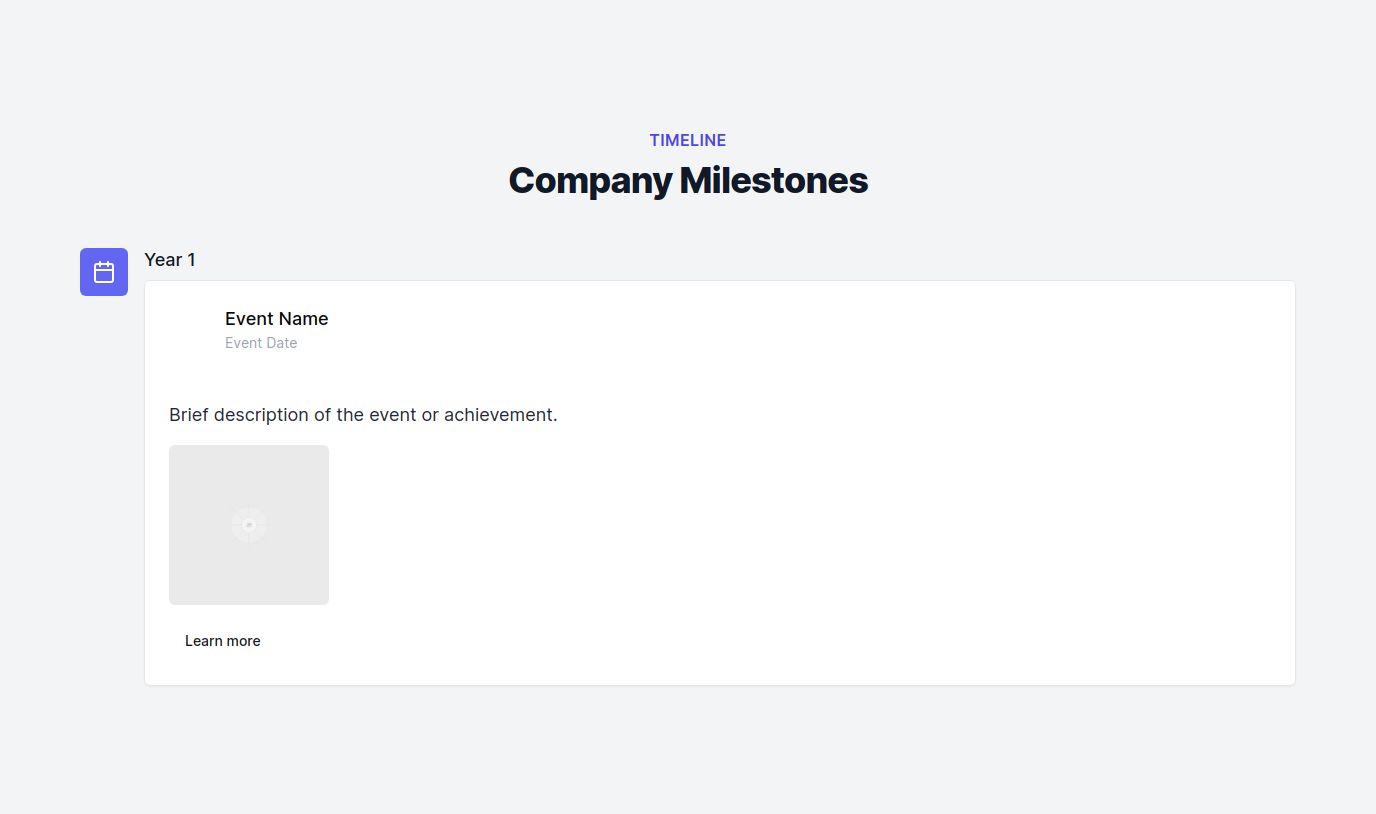 TIMELINE
Company Milestones
Year 1
Event Name
Event Date
Brief description of the event or achievement.
Learn more